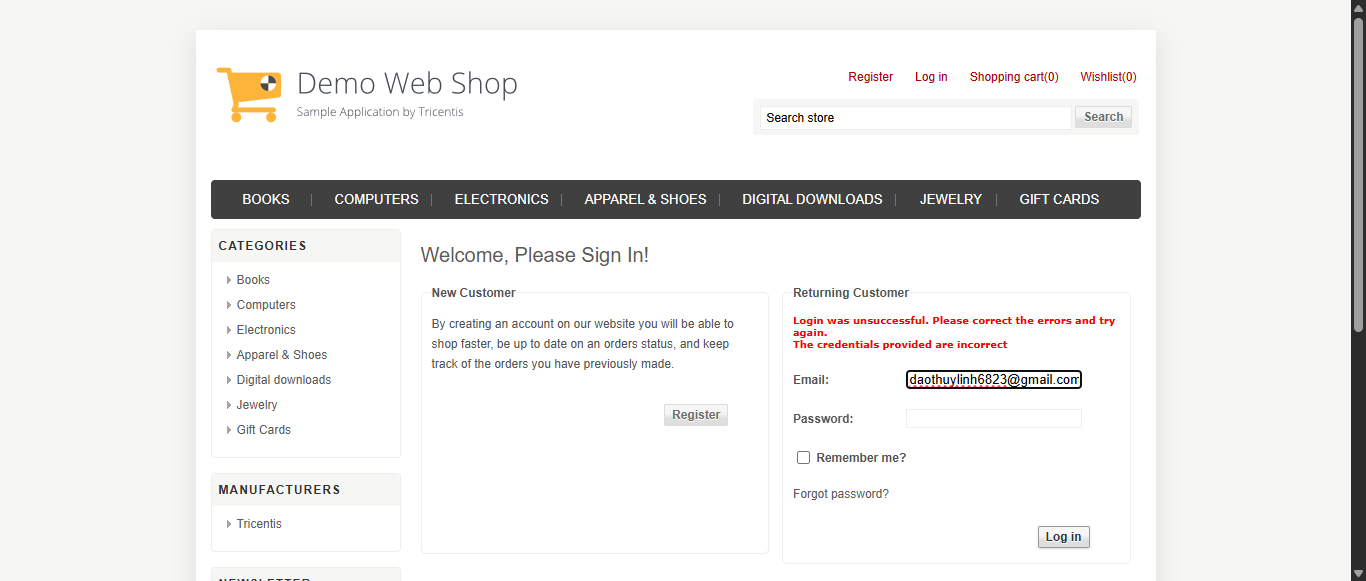 Demo Web Shop
Sample Application by Tricentis
Register Log in Shopping cart(0) Wishlist(0)
Search store Search
BOOKS COMPUTERS ELECTRONICS APPAREL & SHOES DIGITAL DOWNLOADS JEWELRY GIFT CARDS
CATEGORIES
Books
Computers
Electronics
Apparel & Shoes
Digital downloads
Jewelry
Gift Cards
MANUFACTURERS
Tricentis
NEWSLETTER
Welcome, Please Sign In!
New Customer
By creating an account on our website you will be able to
shop faster, be up to date on an orders status, and keep
track of the orders you have previously made.
Register
Returning Customer
Login was unsuccessful. Please correct the errors and try
again.
The credentials provided are incorrect
Email: daothuylinh6823@gmail.com
Password:
Remember me?
Forgot password?
Log in